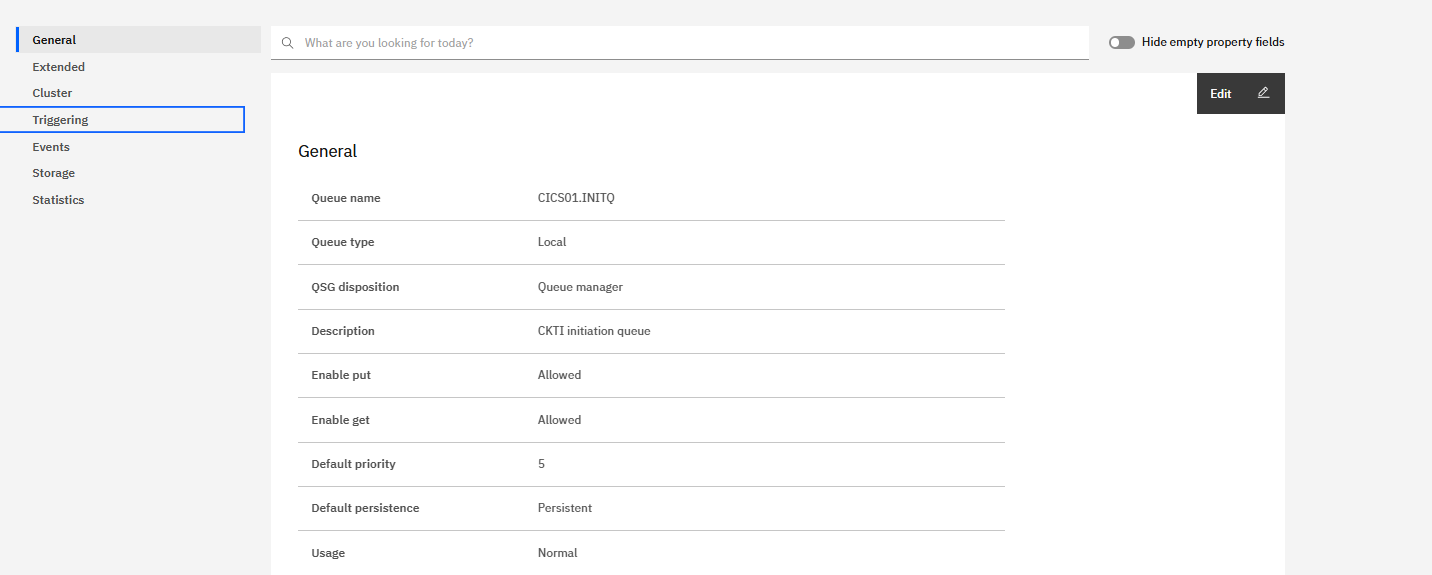 General
Extended
Cluster
Triggering
Events
Storage
Statistics
What are you looking for today?
Hide empty property fields
Edit
General
Queue name CICS01.INITQ
Queue type Local
QSG disposition Queue manager
Description CKTI initiation queue
Enable put Allowed
Enable get Allowed
Default priority 5
Default persistence Persistent
Usage Normal